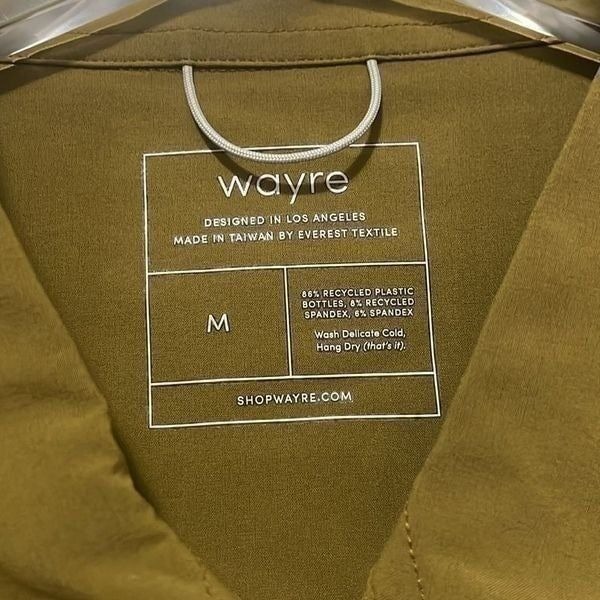 wayre
DESIGNED IN LOS ANGELES
MADE IN TAIWAN BY EVEREST TEXTILE
M
86% RECYCLED PLASTIC
BOTTLES, 8% RECYCLED
SPANDEX, 6% SPANDEX
Wash Delicate Cold,
Hang Dry (that's it).
SHOPWAYRE.COM